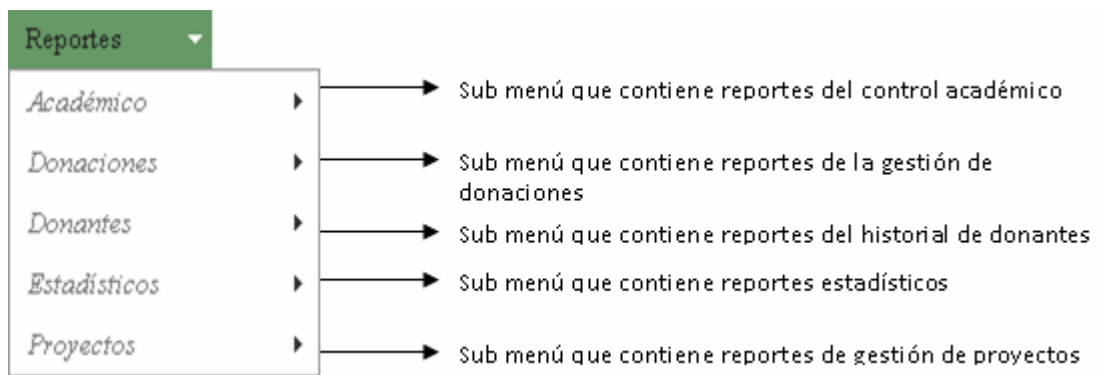 Reportes
Académico
Sub menú que contiene reportes del control académico
Donaciones
Sub menú que contiene reportes de la gestión de
donaciones
Donantes
Sub menú que contiene reportes del historial de donantes
Estadísticos
Sub menú que contiene reportes estadísticos
Proyectos
Sub menú que contiene reportes de gestión de proyectos